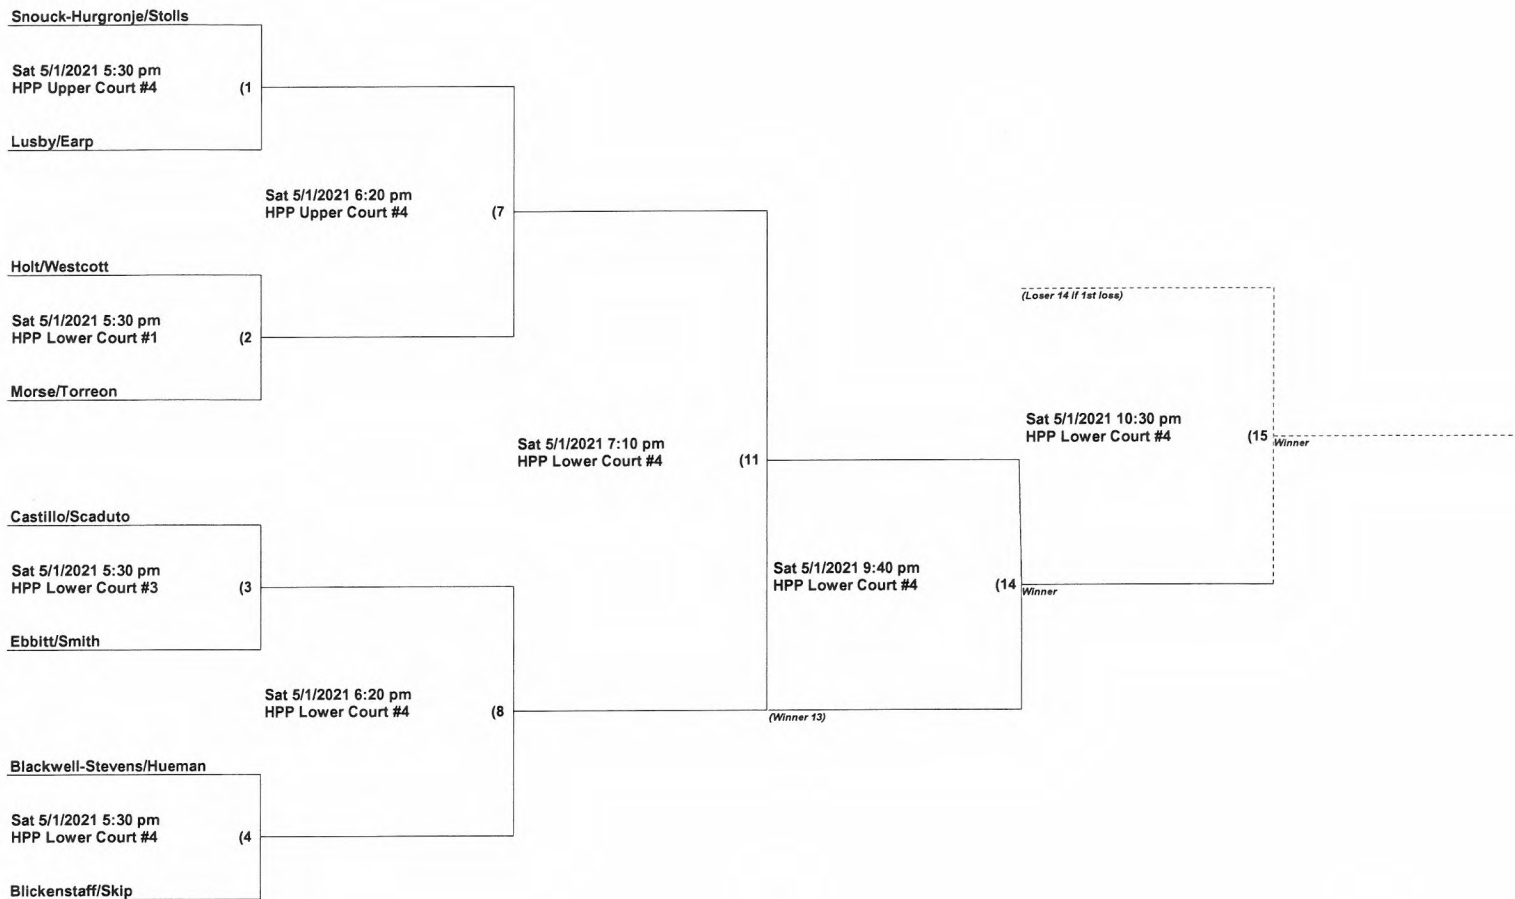 Snouck-Hurgronje/Stolls
Sat 5/1/2021 5:30 pm
HPP Upper Court #4 (1
Lusby/Earp
Sat 5/1/2021 6:20 pm
HPP Upper Court #4 (7
Holt/Westcott
Sat 5/1/2021 5:30 pm
HPP Lower Court #1 (2
Morse/Torreon
Sat 5/1/2021 7:10 pm
HPP Lower Court #4 (11
Castillo/Scaduto
Sat 5/1/2021 5:30 pm
HPP Lower Court #3 (3
Ebbitt/Smith
Sat 5/1/2021 6:20 pm
HPP Lower Court #4 (8
Blackwell-Stevens/Hueman
Sat 5/1/2021 5:30 pm
HPP Lower Court #4 (4
Blickenstaff/Skip
(Loser 14 if 1st loss)
Sat 5/1/2021 10:30 pm
HPP Lower Court #4 (15 Winner
Sat 5/1/2021 9:40 pm
HPP Lower Court #4 (14 Winner
(Winner 13)